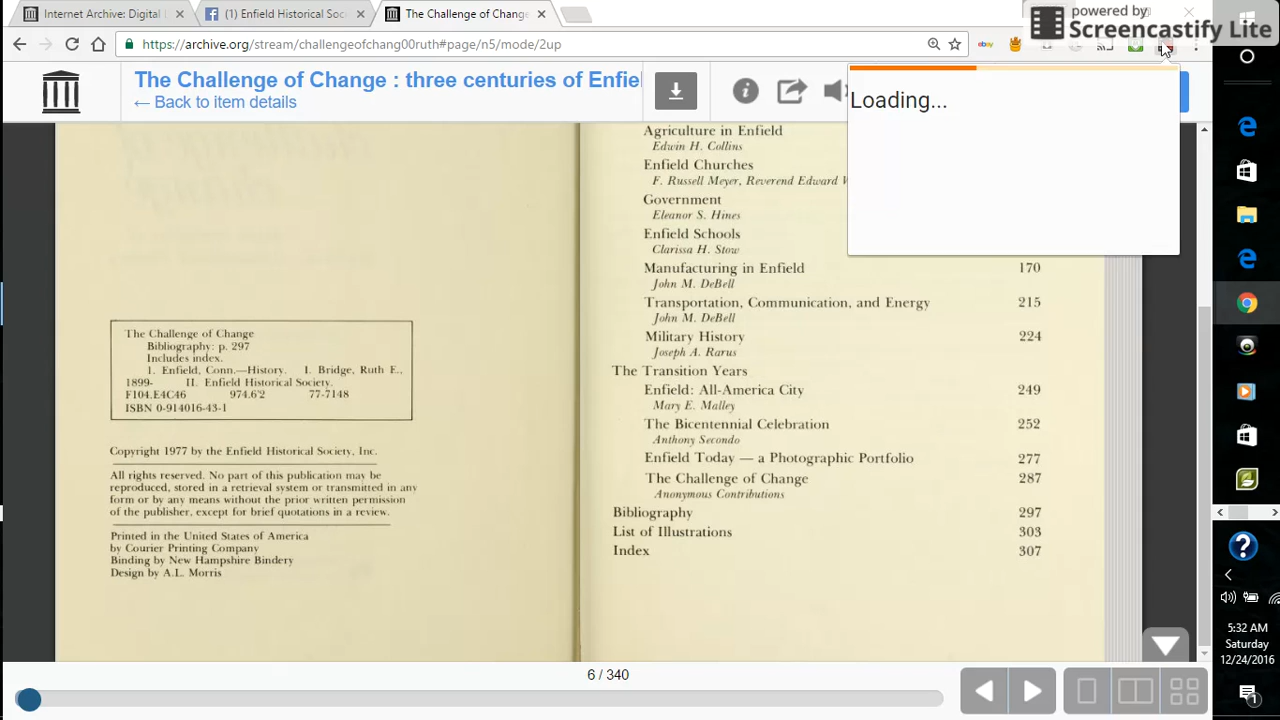 Internet Archive: Digital
(1) Enfield Historical So
The Challenge of Change
powered by
Screencastify Lite
https://archive.org/stream/challengeofchang00ruth#page/n5/mode/2up
ebay
The Challenge of Change : three centuries of Enfie
← Back to item details
Loading...
The Challenge of Change
Bibliography: p. 297
Includes index.
1. Enfield, Conn.—History. I. Bridge, Ruth E.,
1899- II. Enfield Historical Society.
F104.E4C46 974.6'2 77-7148
ISBN 0-914016-43-1
Copyright 1977 by the Enfield Historical Society, Inc.
All rights reserved. No part of this publication may be
reproduced, stored in a retrieval system or transmitted in any
form or by any means without the prior written permission
of the publisher, except for brief quotations in a review.
Printed in the United States of America
by Courier Printing Company
Binding by New Hampshire Bindery
Design by A.L. Morris
Agriculture in Enfield
Edwin H. Collins
Enfield Churches
F. Russell Meyer, Reverend Edward
Government
Eleanor S. Hines
Enfield Schools
Clarissa H. Stow
Manufacturing in Enfield 170
John M. DeBell
Transportation, Communication, and Energy 215
John M. DeBell
Military History 224
Joseph A. Rarus
The Transition Years
Enfield: All-America City 249
Mary E. Malley
The Bicentennial Celebration 252
Anthony Secondo
Enfield Today — a Photographic Portfolio 277
The Challenge of Change 287
Anonymous Contributions
Bibliography 297
List of Illustrations 303
Index 307
6 / 340
5:32 AM
Saturday
12/24/2016
1